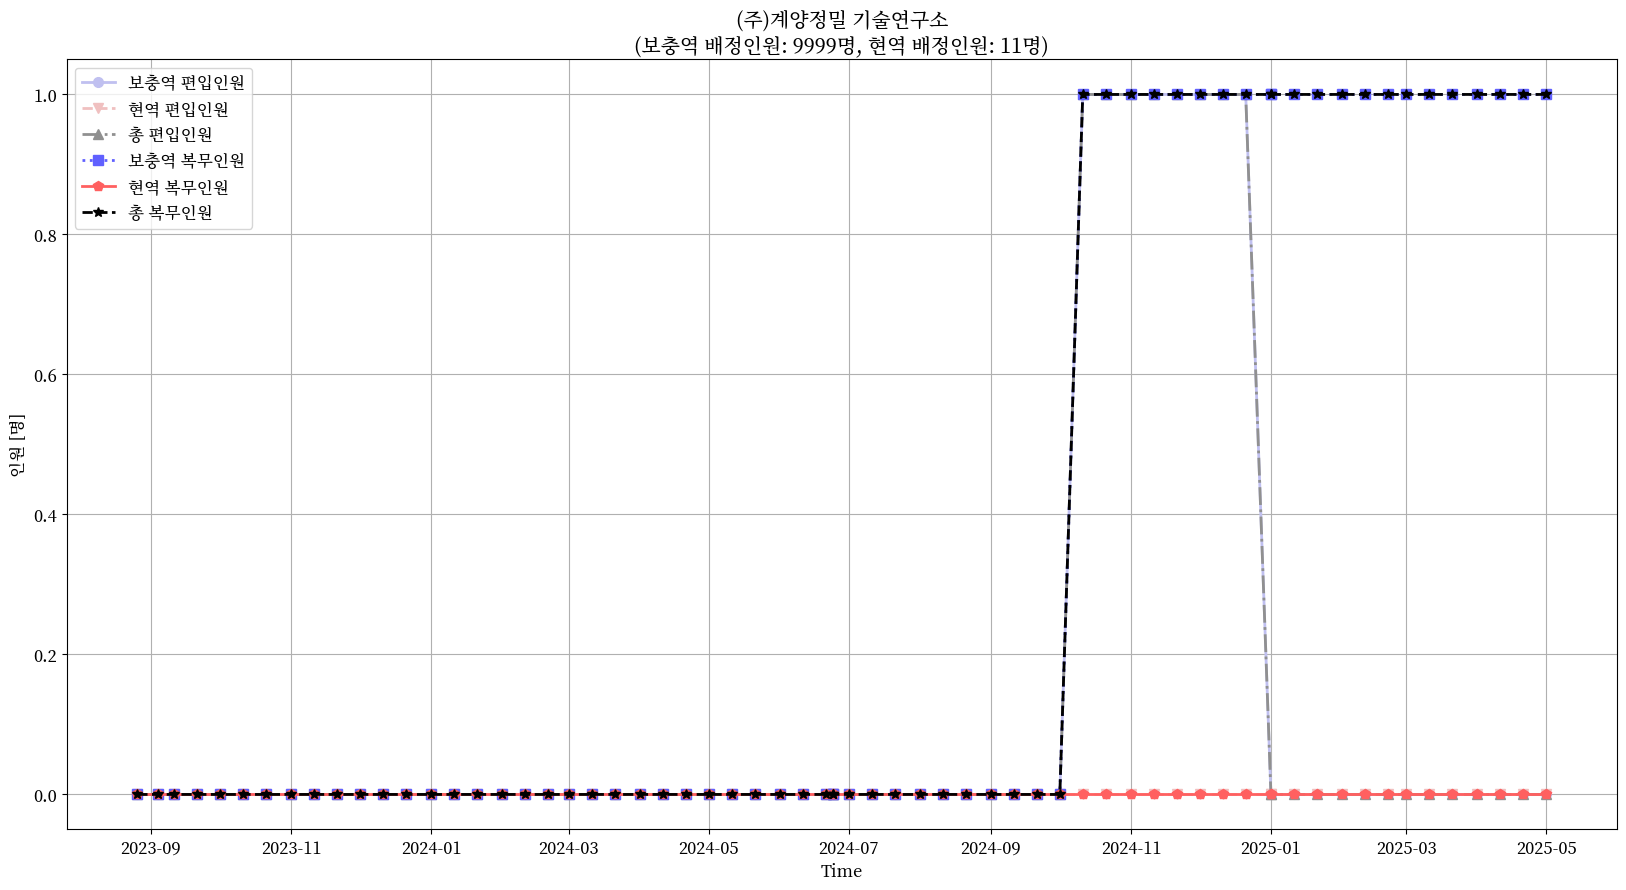 (주)계양정밀 기술연구소
(보충역 배정인원: 9999명, 현역 배정인원: 11명)
보충역 편입인원
현역 편입인원
총 편입인원
보충역 복무인원
현역 복무인원
총 복무인원
1.0
0.8
0.6
0.4
0.2
0.0
인원 [명]
2023-09 2023-11 2024-01 2024-03 2024-05 2024-07 2024-09 2024-11 2025-01 2025-03 2025-05
Time